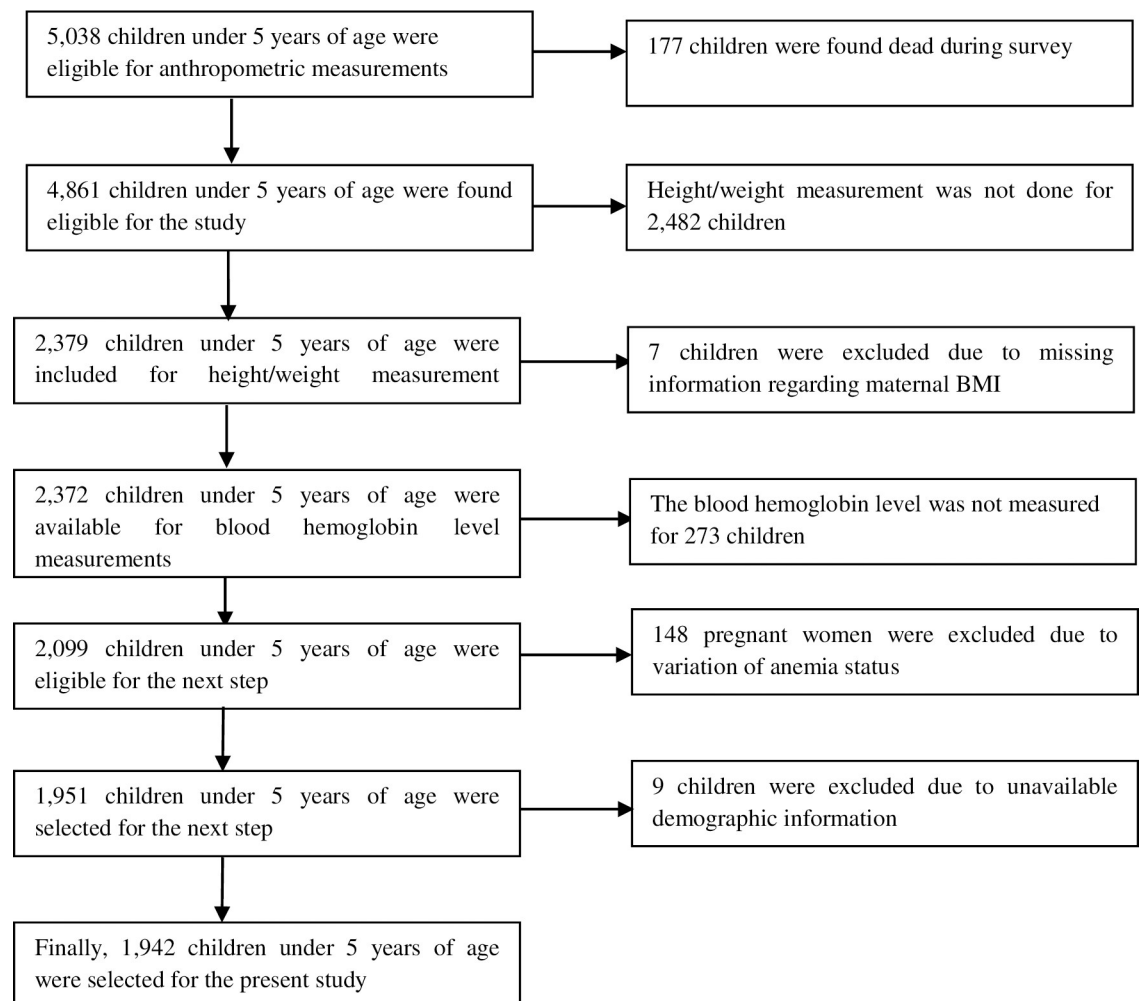 5,038 children under 5 years of age were
eligible for anthropometric measurements
177 children were found dead during survey
4,861 children under 5 years of age were found
eligible for the study
Height/weight measurement was not done for
2,482 children
2,379 children under 5 years of age were
included for height/weight measurement
7 children were excluded due to missing
information regarding maternal BMI
2,372 children under 5 years of age were
available for blood hemoglobin level
measurements
The blood hemoglobin level was not measured
for 273 children
2,099 children under 5 years of age were
eligible for the next step
148 pregnant women were excluded due to
variation of anemia status
1,951 children under 5 years of age were
selected for the next step
9 children were excluded due to unavailable
demographic information
Finally, 1,942 children under 5 years of age
were selected for the present study